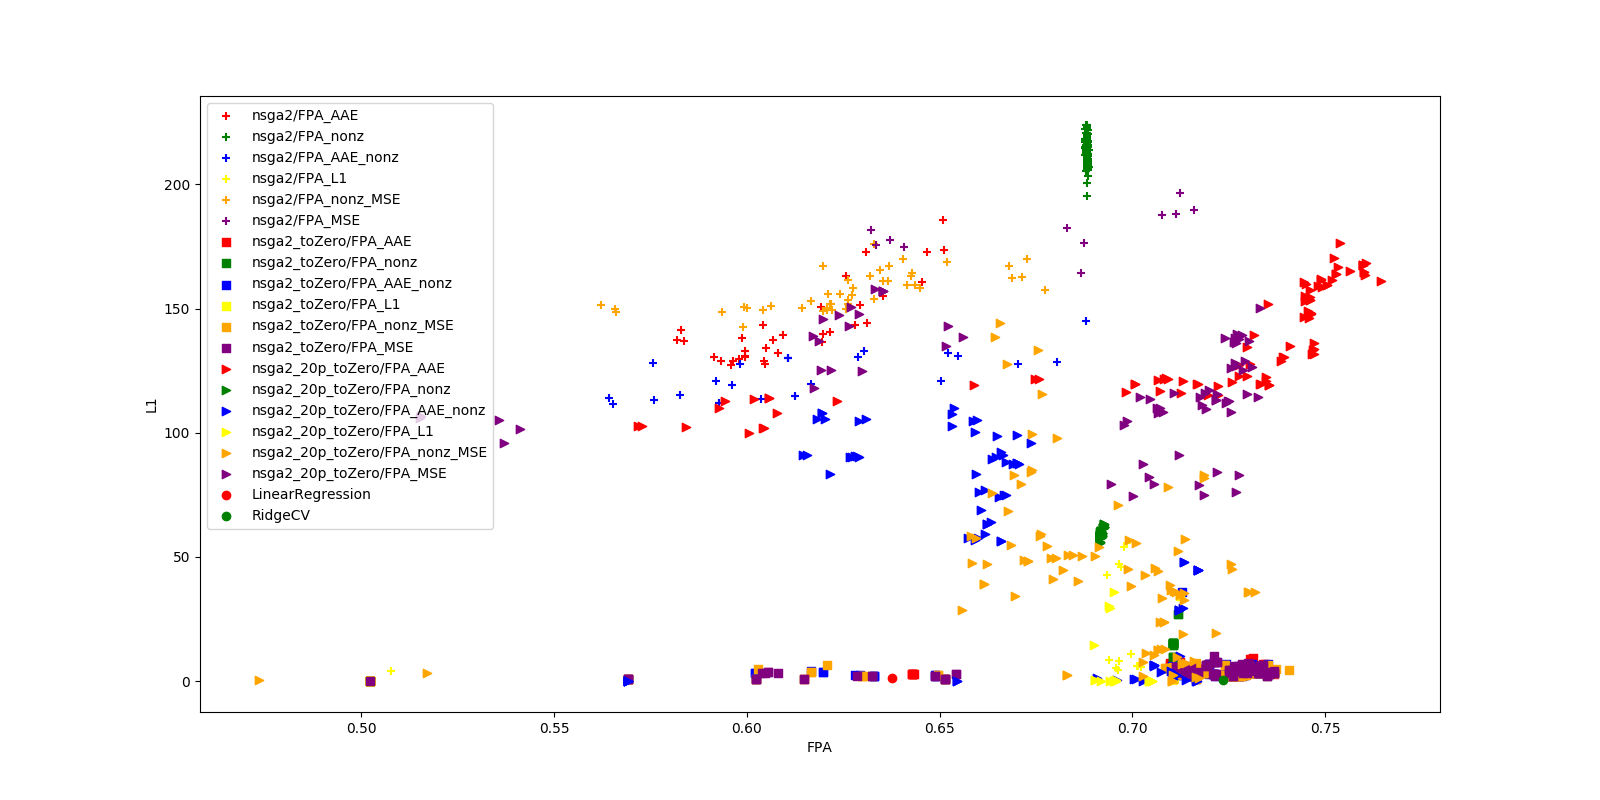 nsga2/FPA_AAE
nsga2/FPA_nonz
nsga2/FPA_AAE_nonz
nsga2/FPA_L1
nsga2/FPA_nonz_MSE
nsga2/FPA_MSE
nsga2_toZero/FPA_AAE
nsga2_toZero/FPA_nonz
nsga2_toZero/FPA_AAE_nonz
nsga2_toZero/FPA_L1
nsga2_toZero/FPA_nonz_MSE
nsga2_toZero/FPA_MSE
nsga2_20p_toZero/FPA_AAE
nsga2_20p_toZero/FPA_nonz
nsga2_20p_toZero/FPA_AAE_nonz
nsga2_20p_toZero/FPA_L1
nsga2_20p_toZero/FPA_nonz_MSE
nsga2_20p_toZero/FPA_MSE
LinearRegression
RidgeCV
200
150
100
50
0
L1
0.50 0.55 0.60 0.65 0.70 0.75
FPA